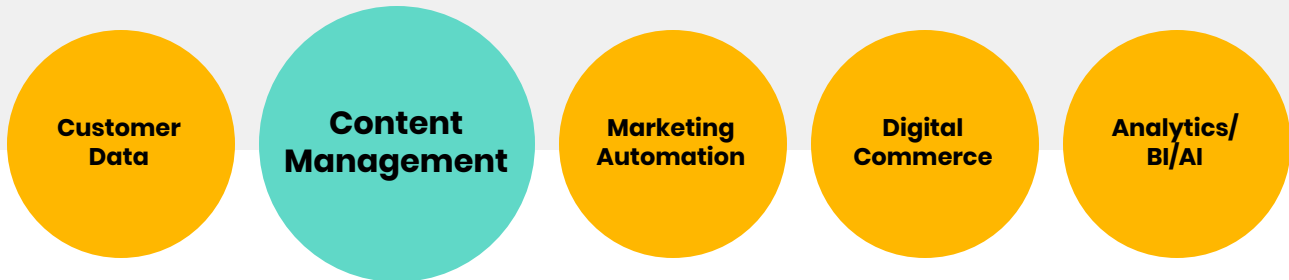 Customer
Data
Content
Management
Marketing
Automation
Digital
Commerce
Analytics/
BI/AI